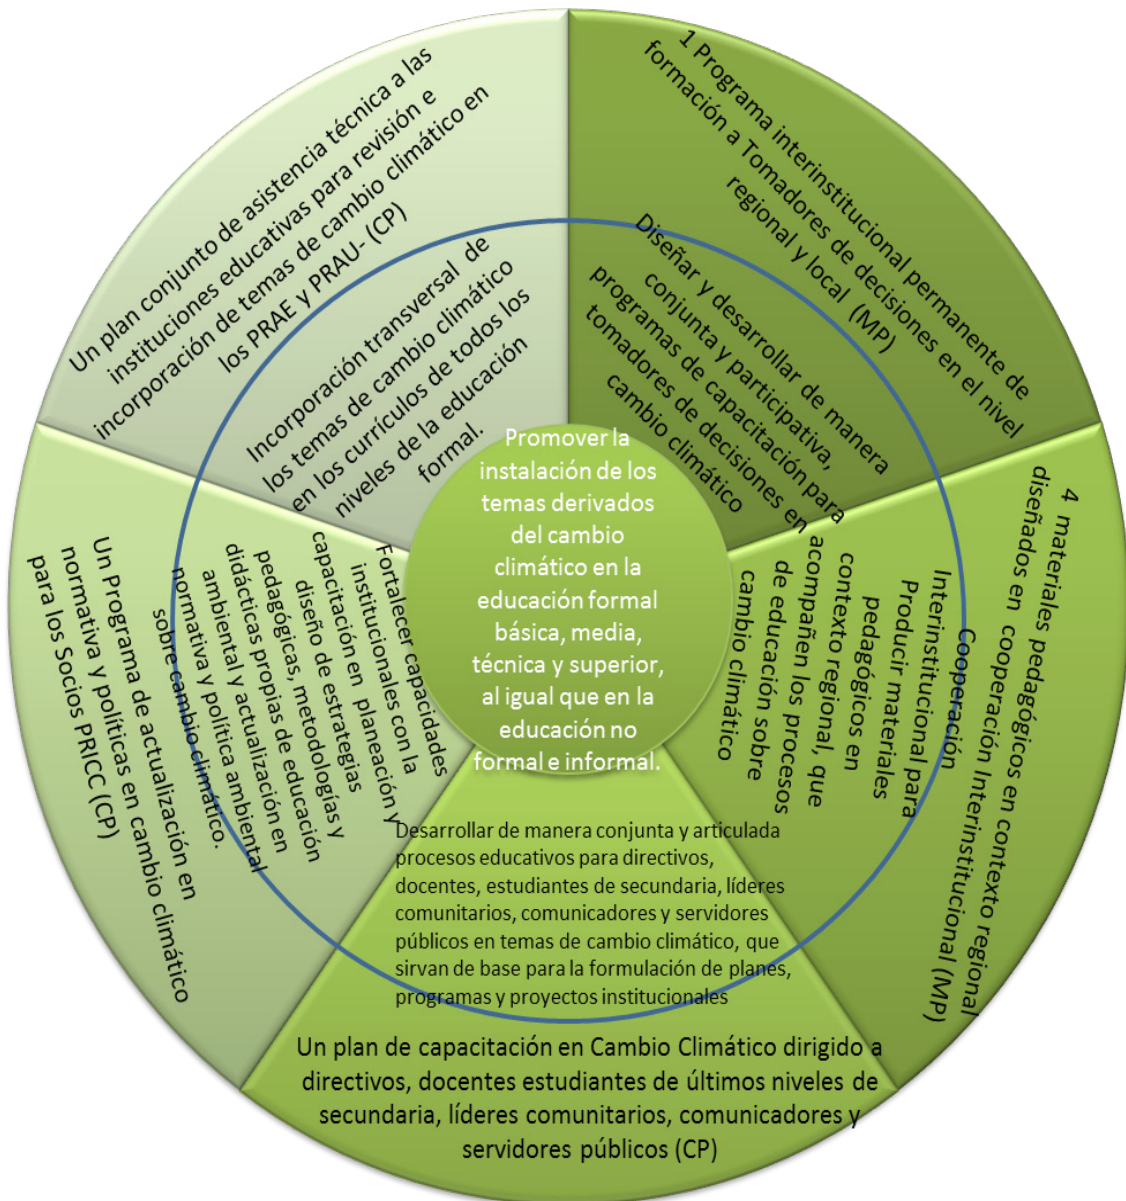 Un plan conjunto de asistencia técnica a las
instituciones educativas para revisión e
incorporación de temas de cambio climático en
los PRAE y PRAU- (CP)
Incorporación transversal de
los temas de cambio climático
en los currículos de todos los
niveles de la educación
formal.
1 Programa interinstitucional permanente de
formación a Tomadores de decisiones en el nivel
regional y local (MP)
Diseñar y desarrollar de manera
conjunta y participativa,
programas de capacitación para
tomadores de decisiones en
cambio climático
Promover la
instalación de los
temas derivados
del cambio
climático en la
educación formal
básica, media,
técnica y superior,
al igual que en la
educación no
formal e informal.
4 materiales pedagógicos en contexto regional
diseñados en cooperación Interinstitucional (MP)
Cooperación
Interinstitucional para
Producir materiales
pedagógicos en
contexto regional, que
acompañen los procesos
de educación sobre
cambio climático
Fortalecer capacidades
institucionales con la
capacitación en planeación y
diseño de estrategias
pedagógicas, metodologías y
didácticas propias de educación
ambiental y actualización en
normativa y política ambiental
sobre cambio climático.
Un Programa de actualización en
normativa y políticas en cambio climático
para los Socios PRICC (CP)
Desarrollar de manera conjunta y articulada
procesos educativos para directivos,
docentes, estudiantes de secundaria, líderes
comunitarios, comunicadores y servidores
públicos en temas de cambio climático, que
sirvan de base para la formulación de planes,
programas y proyectos institucionales
Un plan de capacitación en Cambio Climático dirigido a
directivos, docentes estudiantes de últimos niveles de
secundaria, líderes comunitarios, comunicadores y
servidores públicos (CP)